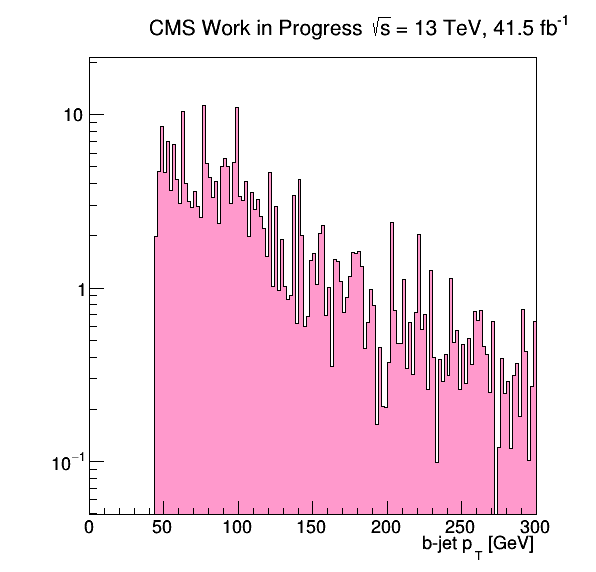 CMS Work in Progress √s = 13 TeV, 41.5 fb⁻¹
10
1
10⁻¹
0 50 100 150 200 250 300
b-jet p_T [GeV]